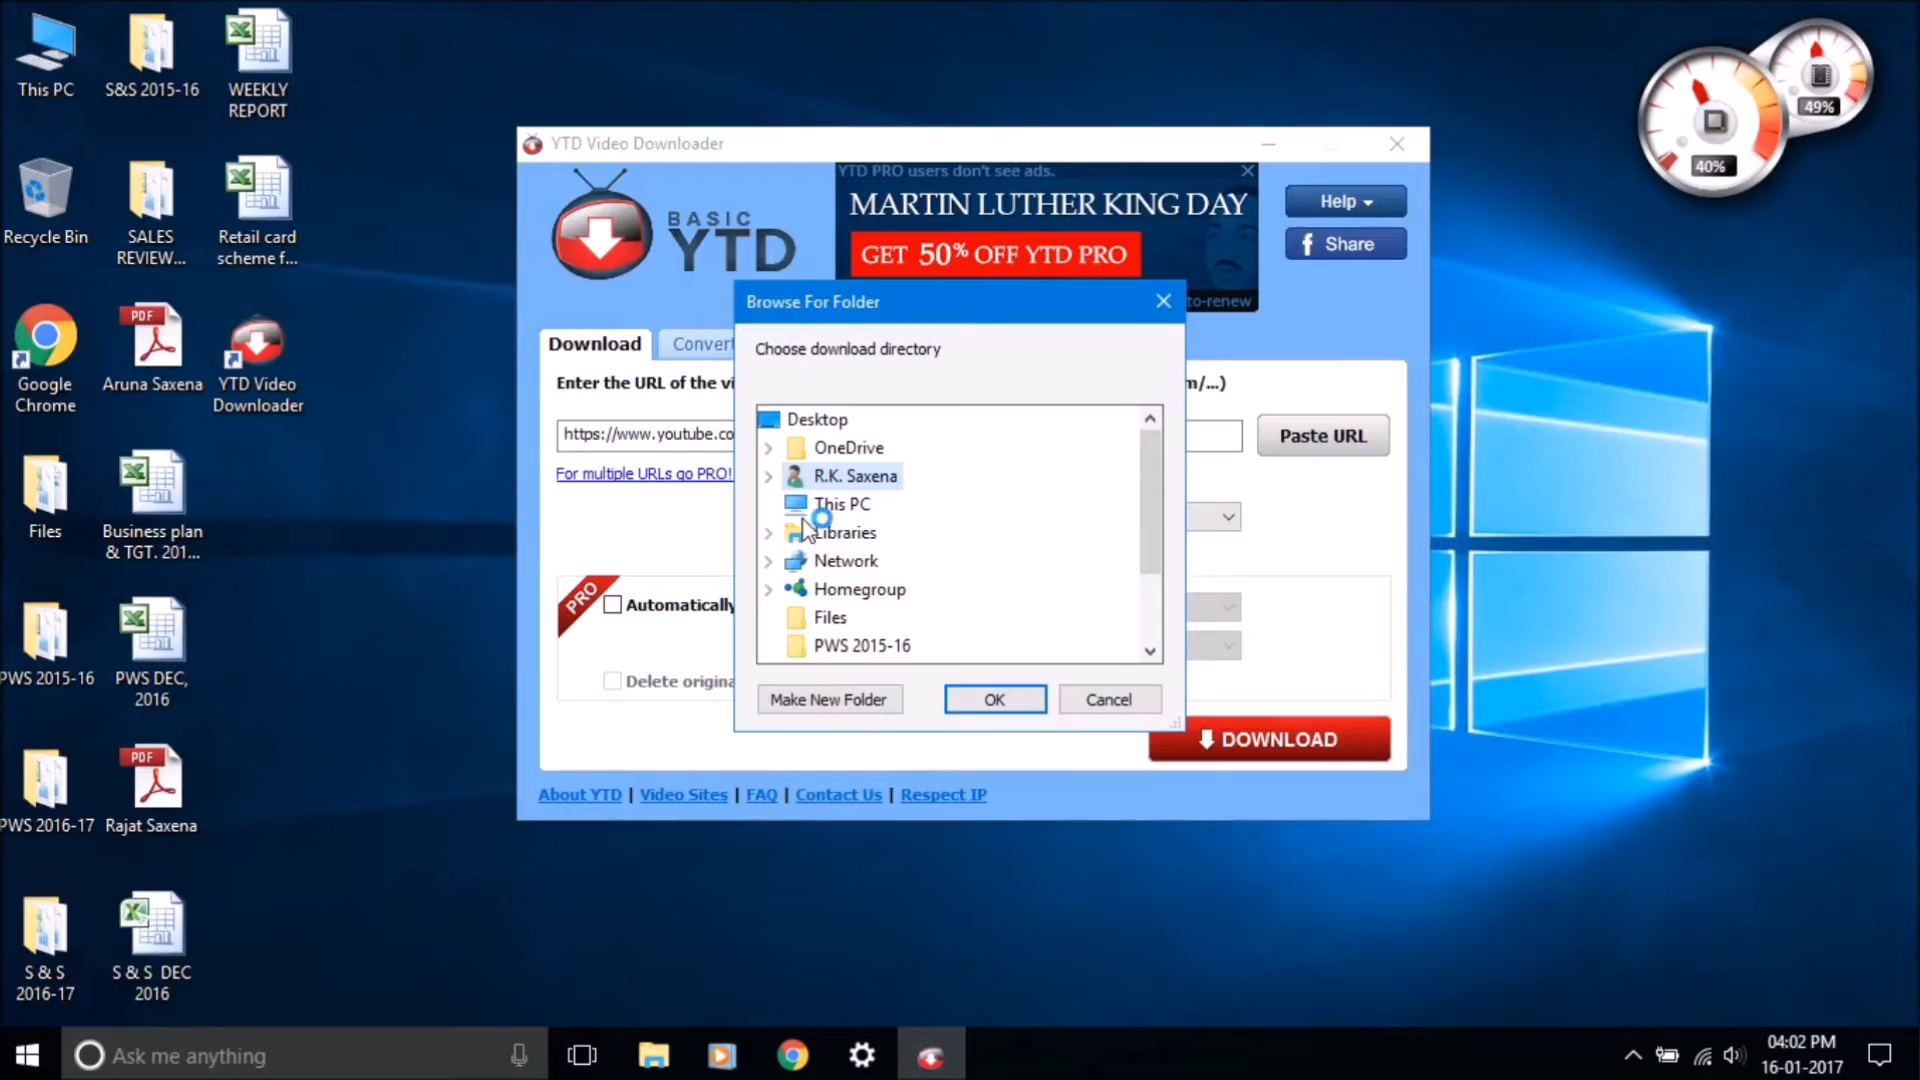 This PC
S&S 2015-16
WEEKLY
REPORT
Recycle Bin
SALES
REVIEW...
Retail card
scheme f...
Google
Chrome
PDF
Aruna Saxena
YTD Video
Downloader
Files
Business plan
& TGT. 201...
PWS 2015-16
PWS DEC,
2016
PWS 2016-17
PDF
Rajat Saxena
S & S
2016-17
S & S DEC
2016
49%
40%
YTD Video Downloader
BASIC
YTD
YTD PRO users don't see ads.
MARTIN LUTHER KING DAY
GET 50% OFF YTD PRO
to-renew
Help
f Share
Download
Convert
Enter the URL of the vi
m/...)
https://www.youtube.co
Paste URL
For multiple URLs go PRO!
PRO
Automatically
Delete origina
DOWNLOAD
About YTD | Video Sites | FAQ | Contact Us | Respect IP
Browse For Folder
Choose download directory
Desktop
OneDrive
R.K. Saxena
This PC
Libraries
Network
Homegroup
Files
PWS 2015-16
Make New Folder
OK
Cancel
Ask me anything
04:02 PM
16-01-2017